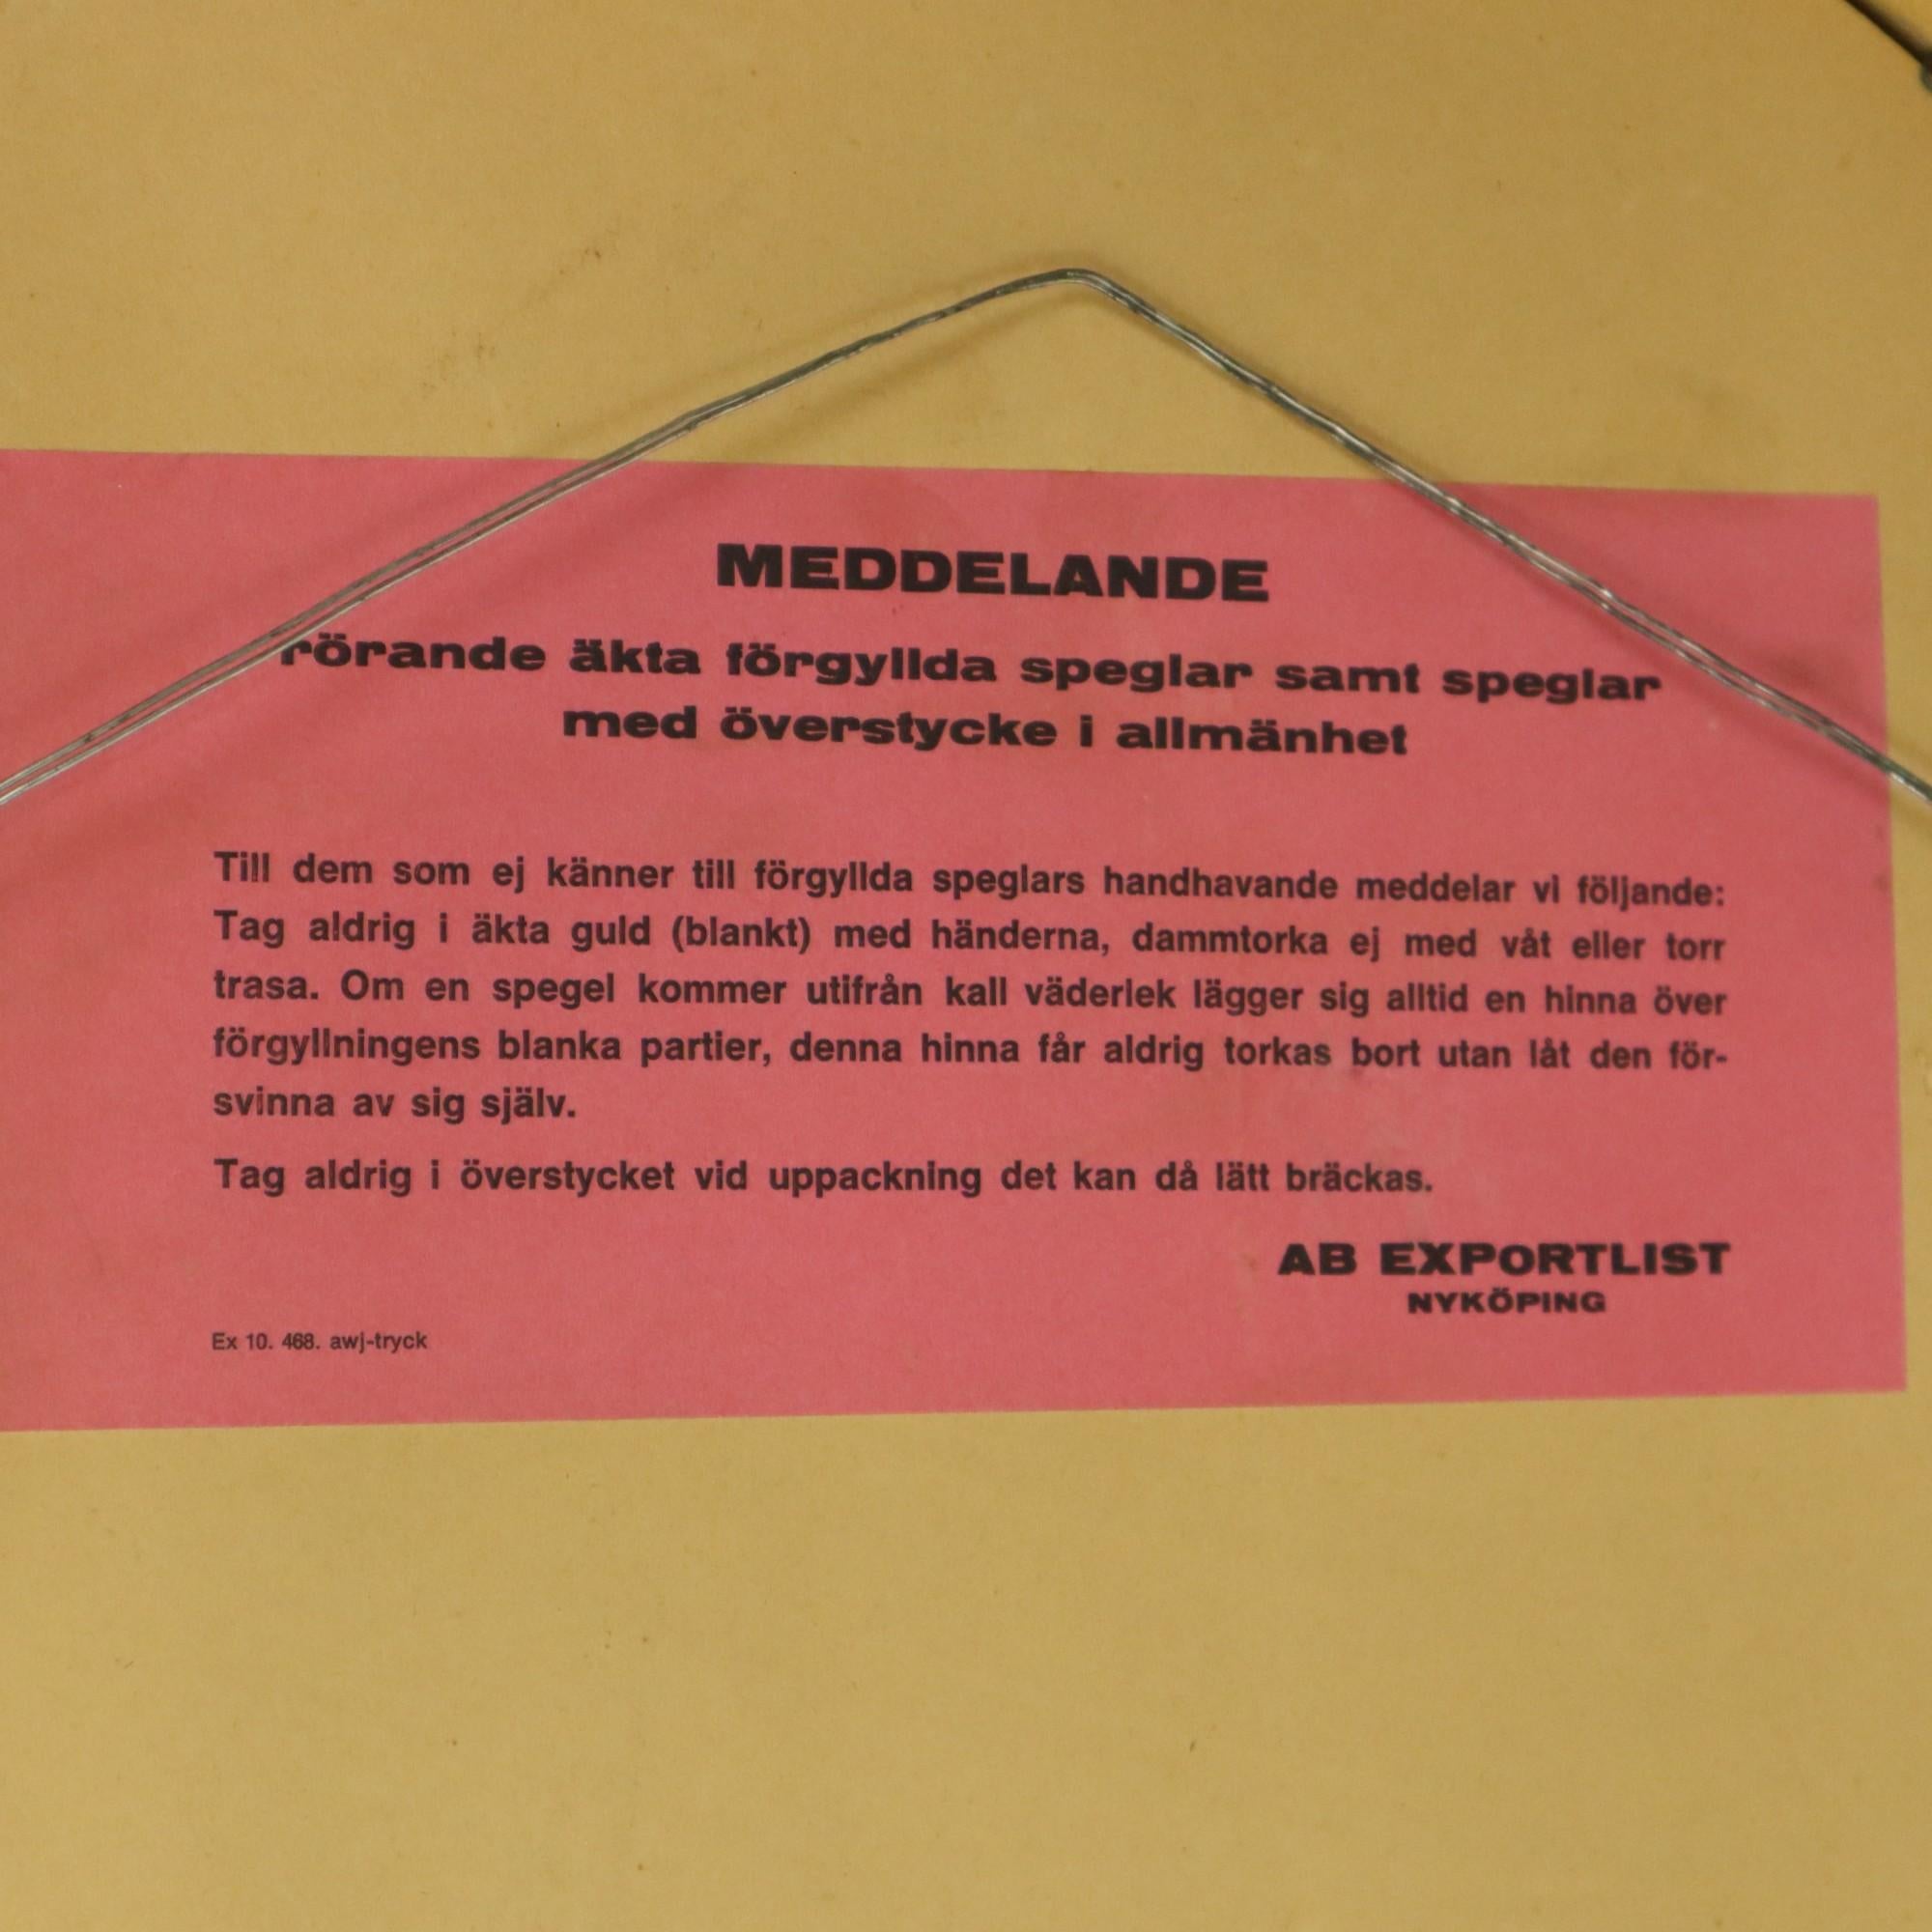 MEDDELANDE
rörande äkta förgyllda speglar samt speglar
med överstycke i allmänhet
Till dem som ej känner till förgyllda speglars handhavande meddelar vi följande:
Tag aldrig i äkta guld (blankt) med händerna, dammtorka ej med våt eller torr
trasa. Om en spegel kommer utifrån kall väderlek lägger sig alltid en hinna över
förgyllningens blanka partier, denna hinna får aldrig torkas bort utan låt den för-
svinna av sig själv.
Tag aldrig i överstycket vid uppackning det kan då lätt bräckas.
AB EXPORTLIST
NYKÖPING
Ex 10. 468. awj-tryck